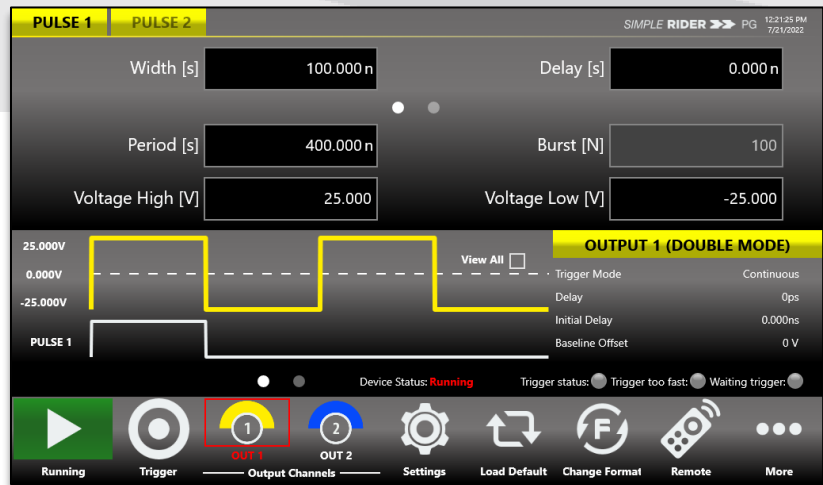 PULSE 1 PULSE 2 SIMPLE RIDER PG 12:21:25 PM
7/21/2022
Width [s] 100.000 n Delay [s] 0.000 n
Period [s] 400.000 n Burst [N] 100
Voltage High [V] 25.000 Voltage Low [V] -25.000
25.000V
0.000V
-25.000V
PULSE 1
View All
OUTPUT 1 (DOUBLE MODE)
Trigger Mode Continuous
Delay 0ps
Initial Delay 0.000ns
Baseline Offset 0 V
Device Status: Running Trigger status: Trigger too fast: Waiting trigger:
1 2 F
OUT 1 OUT 2
Running Trigger Output Channels Settings Load Default Change Format Remote More